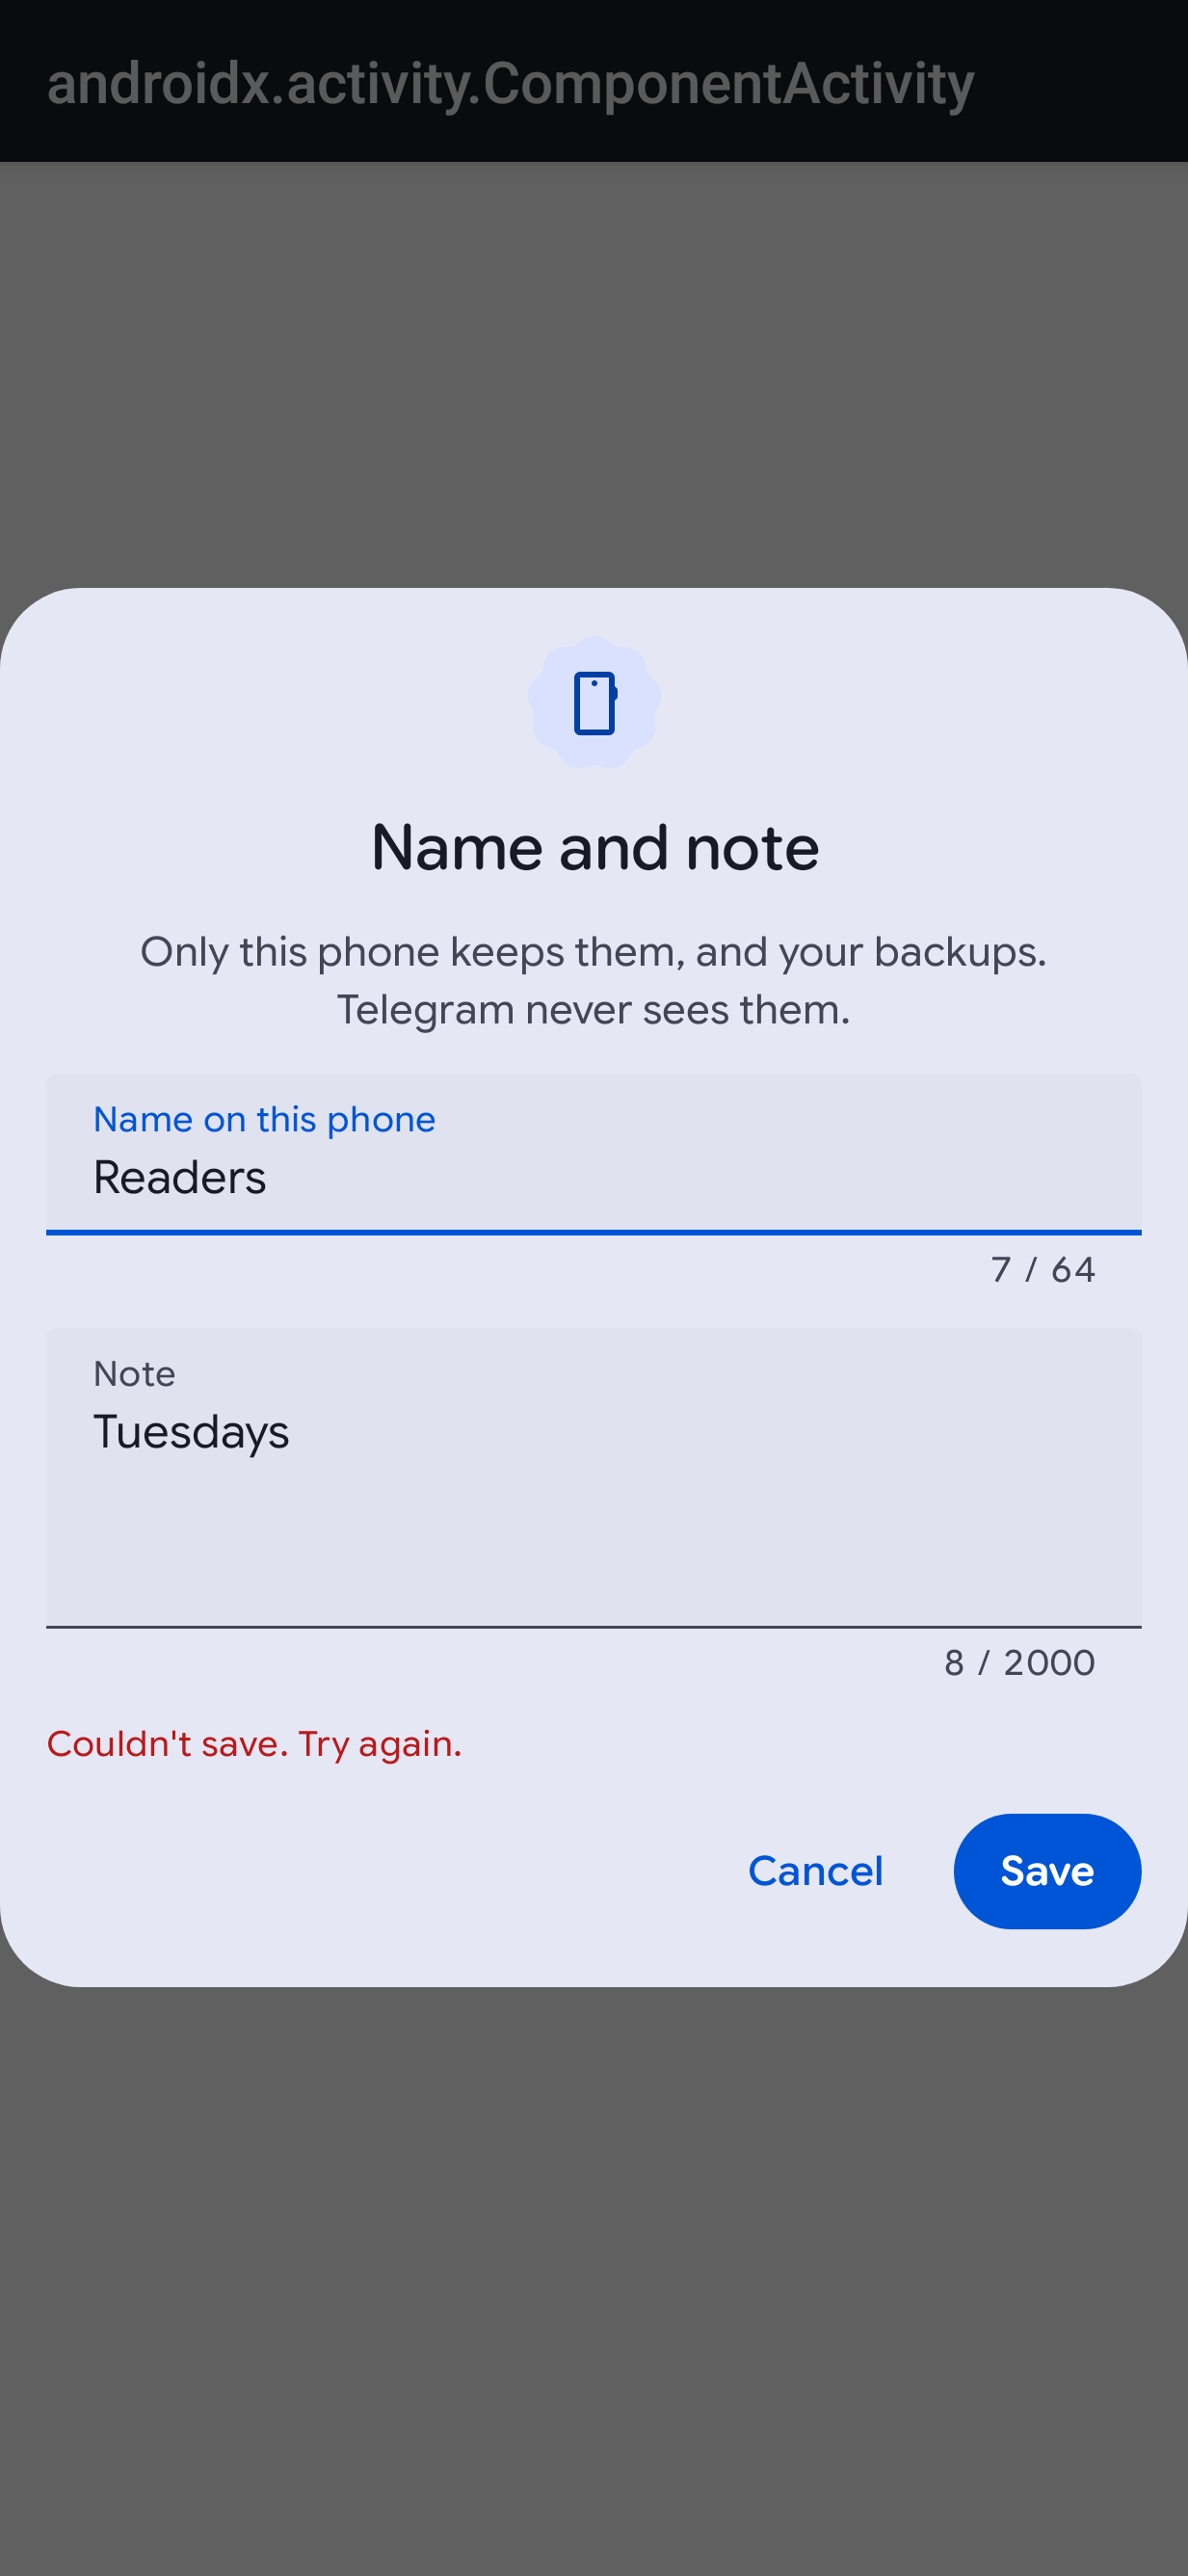 androidx.activity.ComponentActivity
Name and note
Only this phone keeps them, and your backups.
Telegram never sees them.
Name on this phone
Readers
7 / 64
Note
Tuesdays
8 / 2000
Couldn't save. Try again.
Cancel
Save